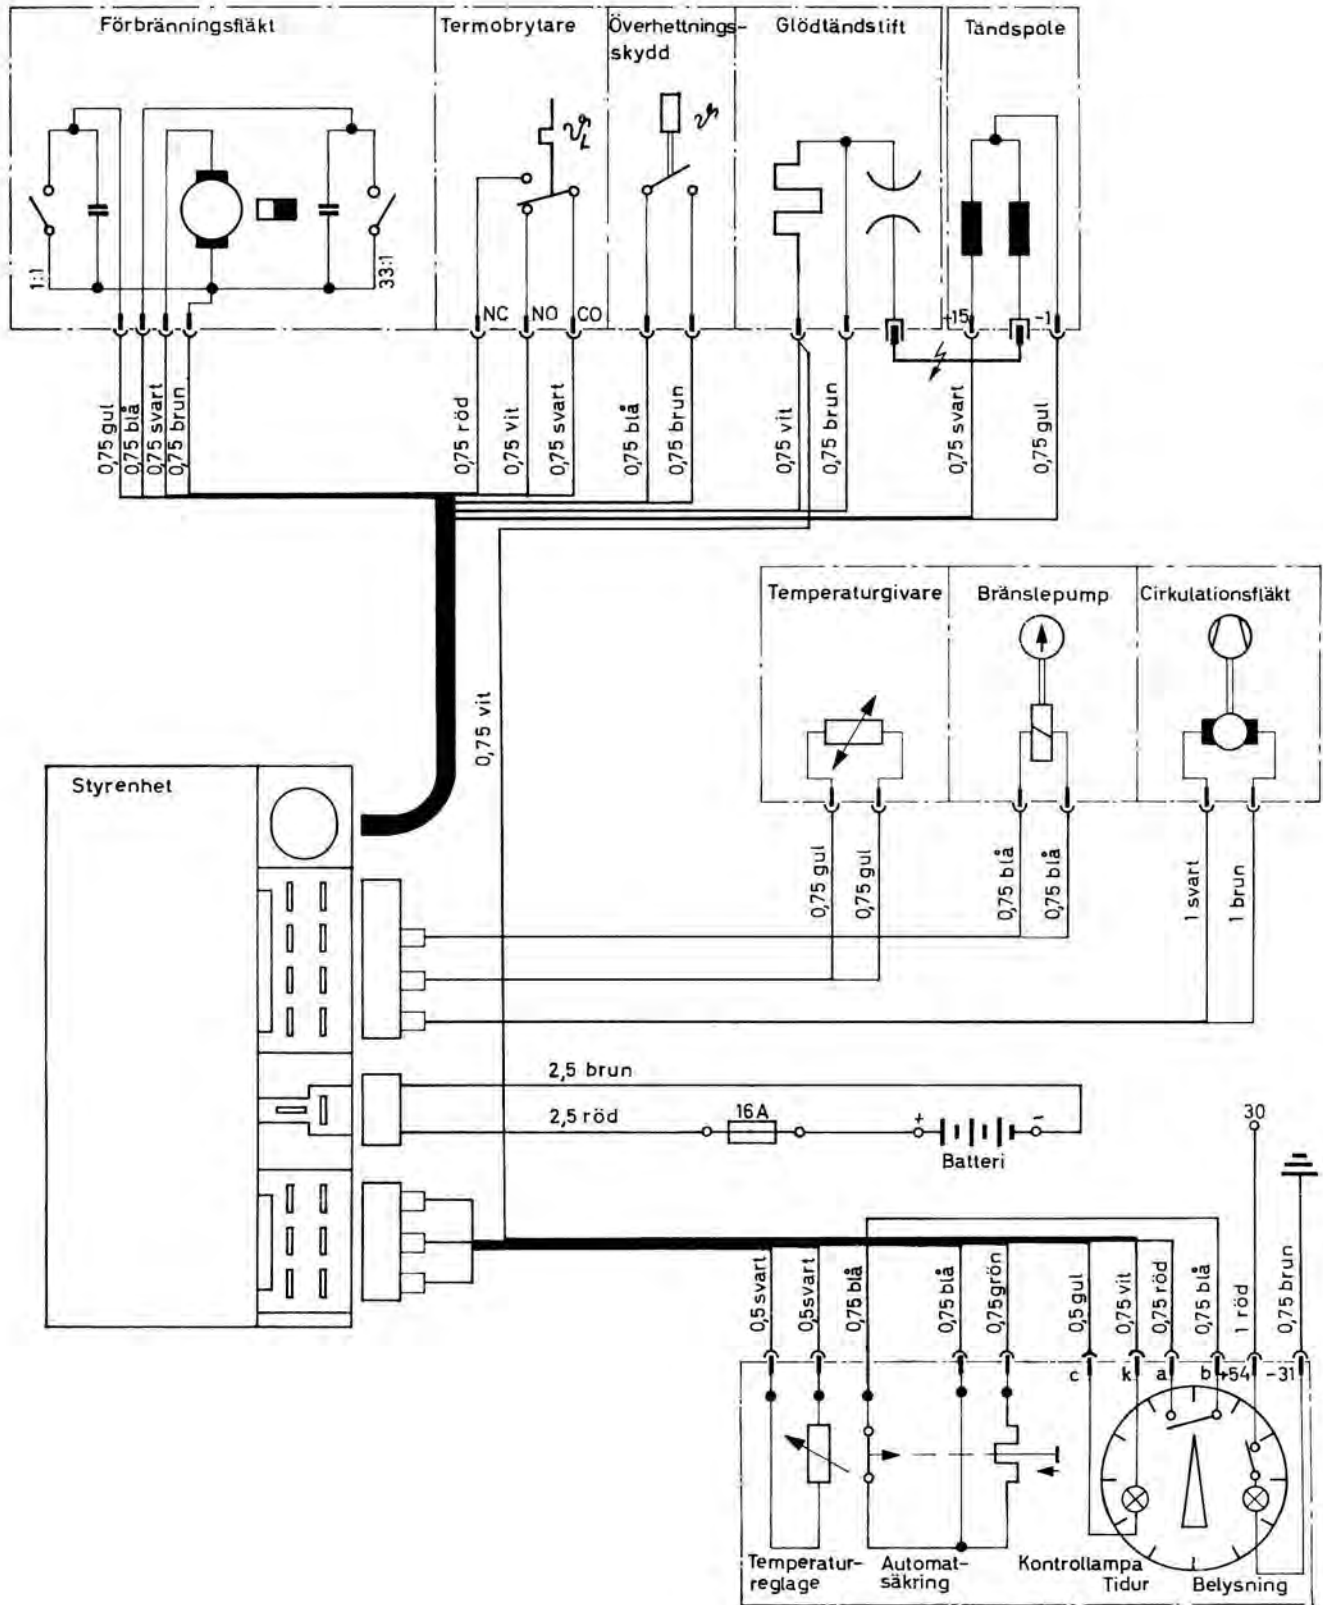 Förbränningsfläkt
Termobrytare
Överhettnings-
skydd
Glödtändstift
Tändspole
1:1
33:1
NC
NO
CO
-15
-1
0,75 gul
0,75 blå
0,75 svart
0,75 brun
0,75 röd
0,75 vit
0,75 svart
0,75 blå
0,75 brun
0,75 vit
0,75 brun
0,75 svart
0,75 gul
0,75 vit
Temperaturgivare
Bränslepump
Cirkulationsfläkt
Styrenhet
0,75 gul
0,75 gul
0,75 blå
0,75 blå
1 svart
1 brun
2,5 brun
2,5 röd
16A
+
-
Batteri
30
0,5 svart
0,5svart
0,75 blå
0,75 blå
0,75grön
0,5 gul
0,75 vit
0,75 röd
0,75 blå
1 röd
0,75 brun
c
k
a
b
+54
-31
Temperatur-
reglage
Automat-
säkring
Kontrollampa
Tidur
Belysning